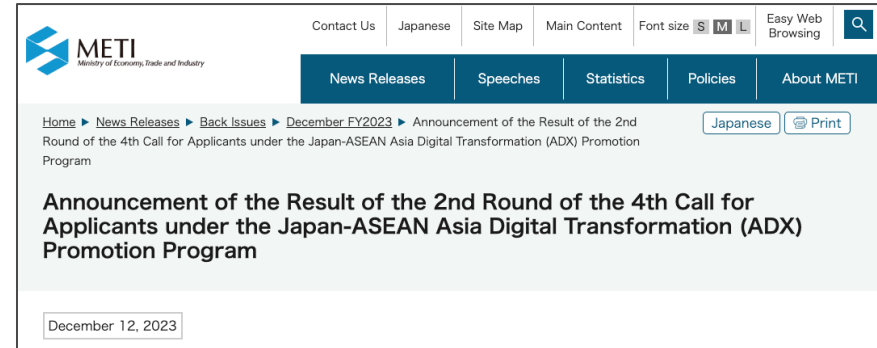 Contact Us
Japanese
Site Map
Main Content
Font size S M L
Easy Web
Browsing
METI
Ministry of Economy, Trade and Industry
News Releases
Speeches
Statistics
Policies
About METI
Home ▶ News Releases ▶ Back Issues ▶ December FY2023 ▶ Announcement of the Result of the 2nd
Round of the 4th Call for Applicants under the Japan-ASEAN Asia Digital Transformation (ADX) Promotion
Program
Japanese
Print
Announcement of the Result of the 2nd Round of the 4th Call for
Applicants under the Japan-ASEAN Asia Digital Transformation (ADX)
Promotion Program
December 12, 2023